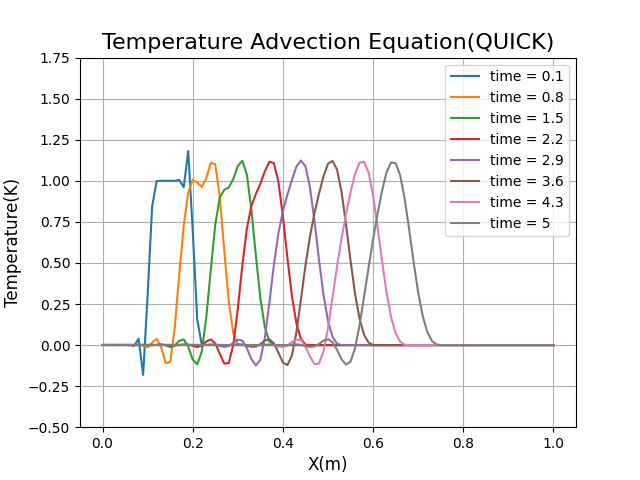 Temperature Advection Equation(QUICK)
Temperature(K)
1.75
1.50
1.25
1.00
0.75
0.50
0.25
0.00
−0.25
−0.50
time = 0.1
time = 0.8
time = 1.5
time = 2.2
time = 2.9
time = 3.6
time = 4.3
time = 5
0.0 0.2 0.4 0.6 0.8 1.0
X(m)